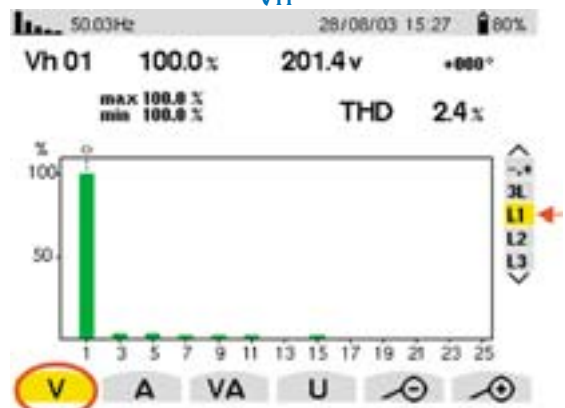 50.03Hz 28/08/03 15:27 80%
Vh 01 100.0 % 201.4 v +000°
max 100.0 %
min 100.0 %
THD 2.4 %
%
100
50
1 3 5 7 9 11 13 15 17 19 21 23 25
3L
L1
L2
L3
V A VA U